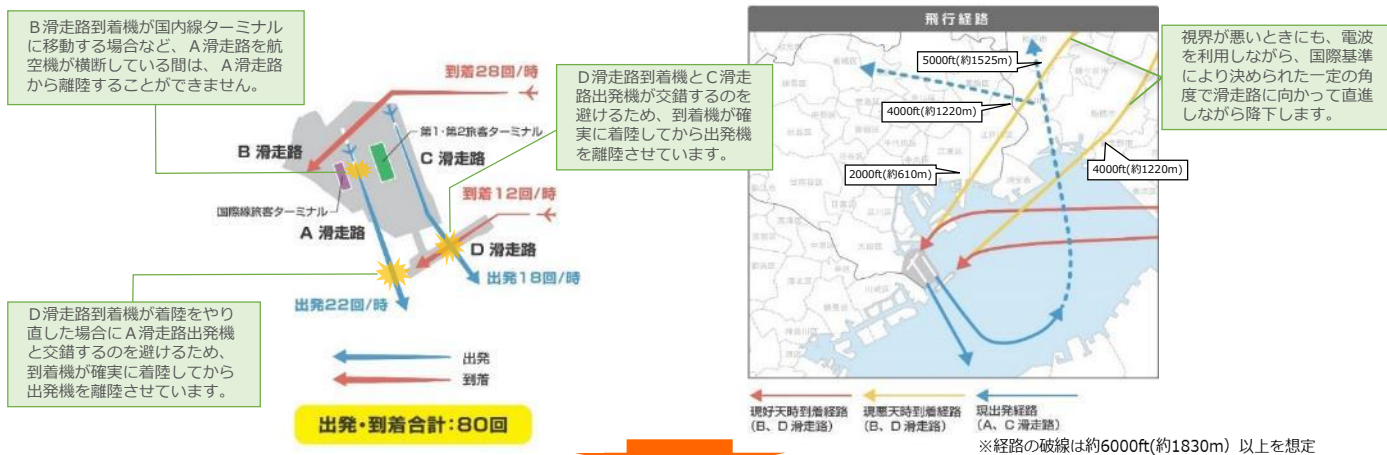 B滑走路到着機が国内線ターミナル
に移動する場合など、A滑走路を航
空機が横断している間は、A滑走路
から離陸することができません。
到着28回/時
D滑走路到着機とC滑走
路出発機が交錯するのを
避けるため、到着機が確
実に着陸してから出発機
を離陸させています。
第1・第2旅客ターミナル
B 滑走路
C 滑走路
到着12回/時
国際線旅客ターミナル
A 滑走路
D 滑走路
出発18回/時
出発22回/時
D滑走路到着機が着陸をやり
直した場合にA滑走路出発機
と交錯するのを避けるため、
到着機が確実に着陸してから
出発機を離陸させています。
出発
到着
出発・到着合計:80回
飛行経路
5000ft(約1525m)
4000ft(約1220m)
2000ft(約610m)
4000ft(約1220m)
視界が悪いときにも、電波
を利用しながら、国際基準
により決められた一定の角
度で滑走路に向かって直進
しながら降下します。
現好天時到着経路
(B、D 滑走路)
現悪天時到着経路
(B、D 滑走路)
現出発経路
(A、C 滑走路)
※経路の破線は約6000ft(約1830m）以上を想定